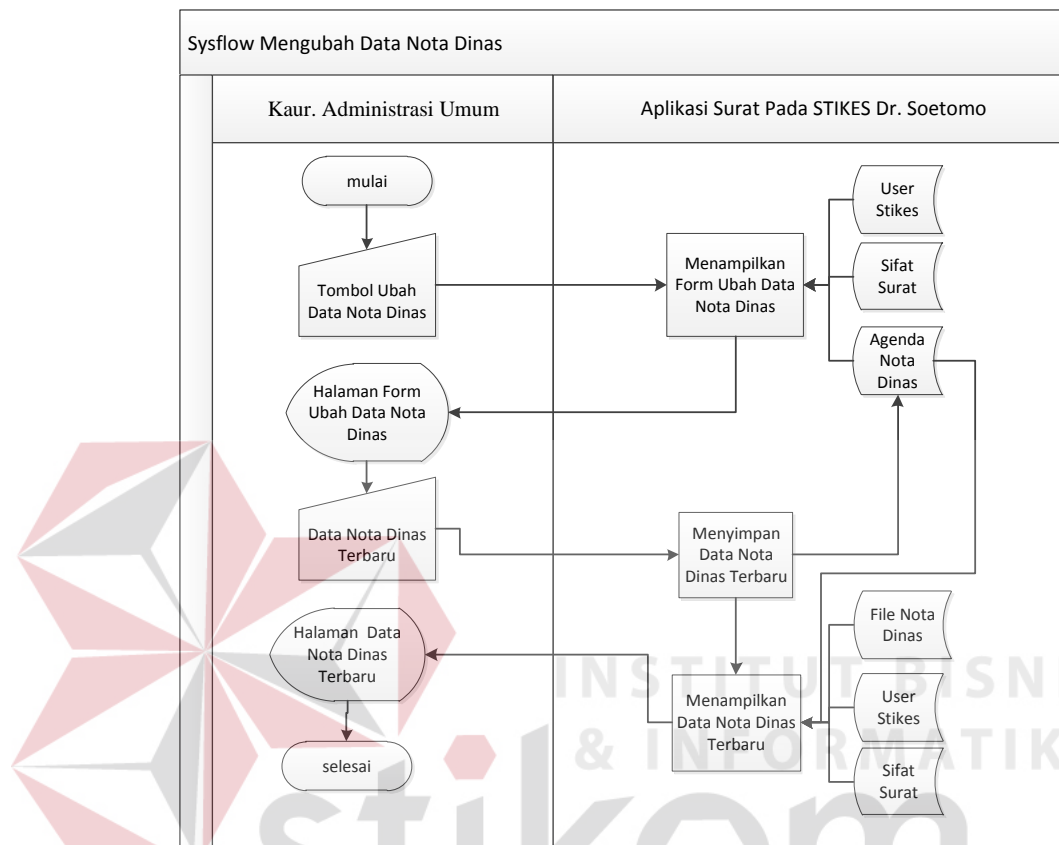 Sysflow Mengubah Data Nota Dinas
Kaur. Administrasi Umum
Aplikasi Surat Pada STIKES Dr. Soetomo
mulai
Tombol Ubah
Data Nota Dinas
Menampilkan
Form Ubah Data
Nota Dinas
User
Stikes
Sifat
Surat
Agenda
Nota
Dinas
Halaman Form
Ubah Data Nota
Dinas
Data Nota Dinas
Terbaru
Menyimpan
Data Nota
Dinas Terbaru
File Nota
Dinas
Halaman Data
Nota Dinas
Terbaru
Menampilkan
Data Nota Dinas
Terbaru
User
Stikes
Sifat
Surat
selesai
INSTITUT BISNI
& INFORMATIK
stikom